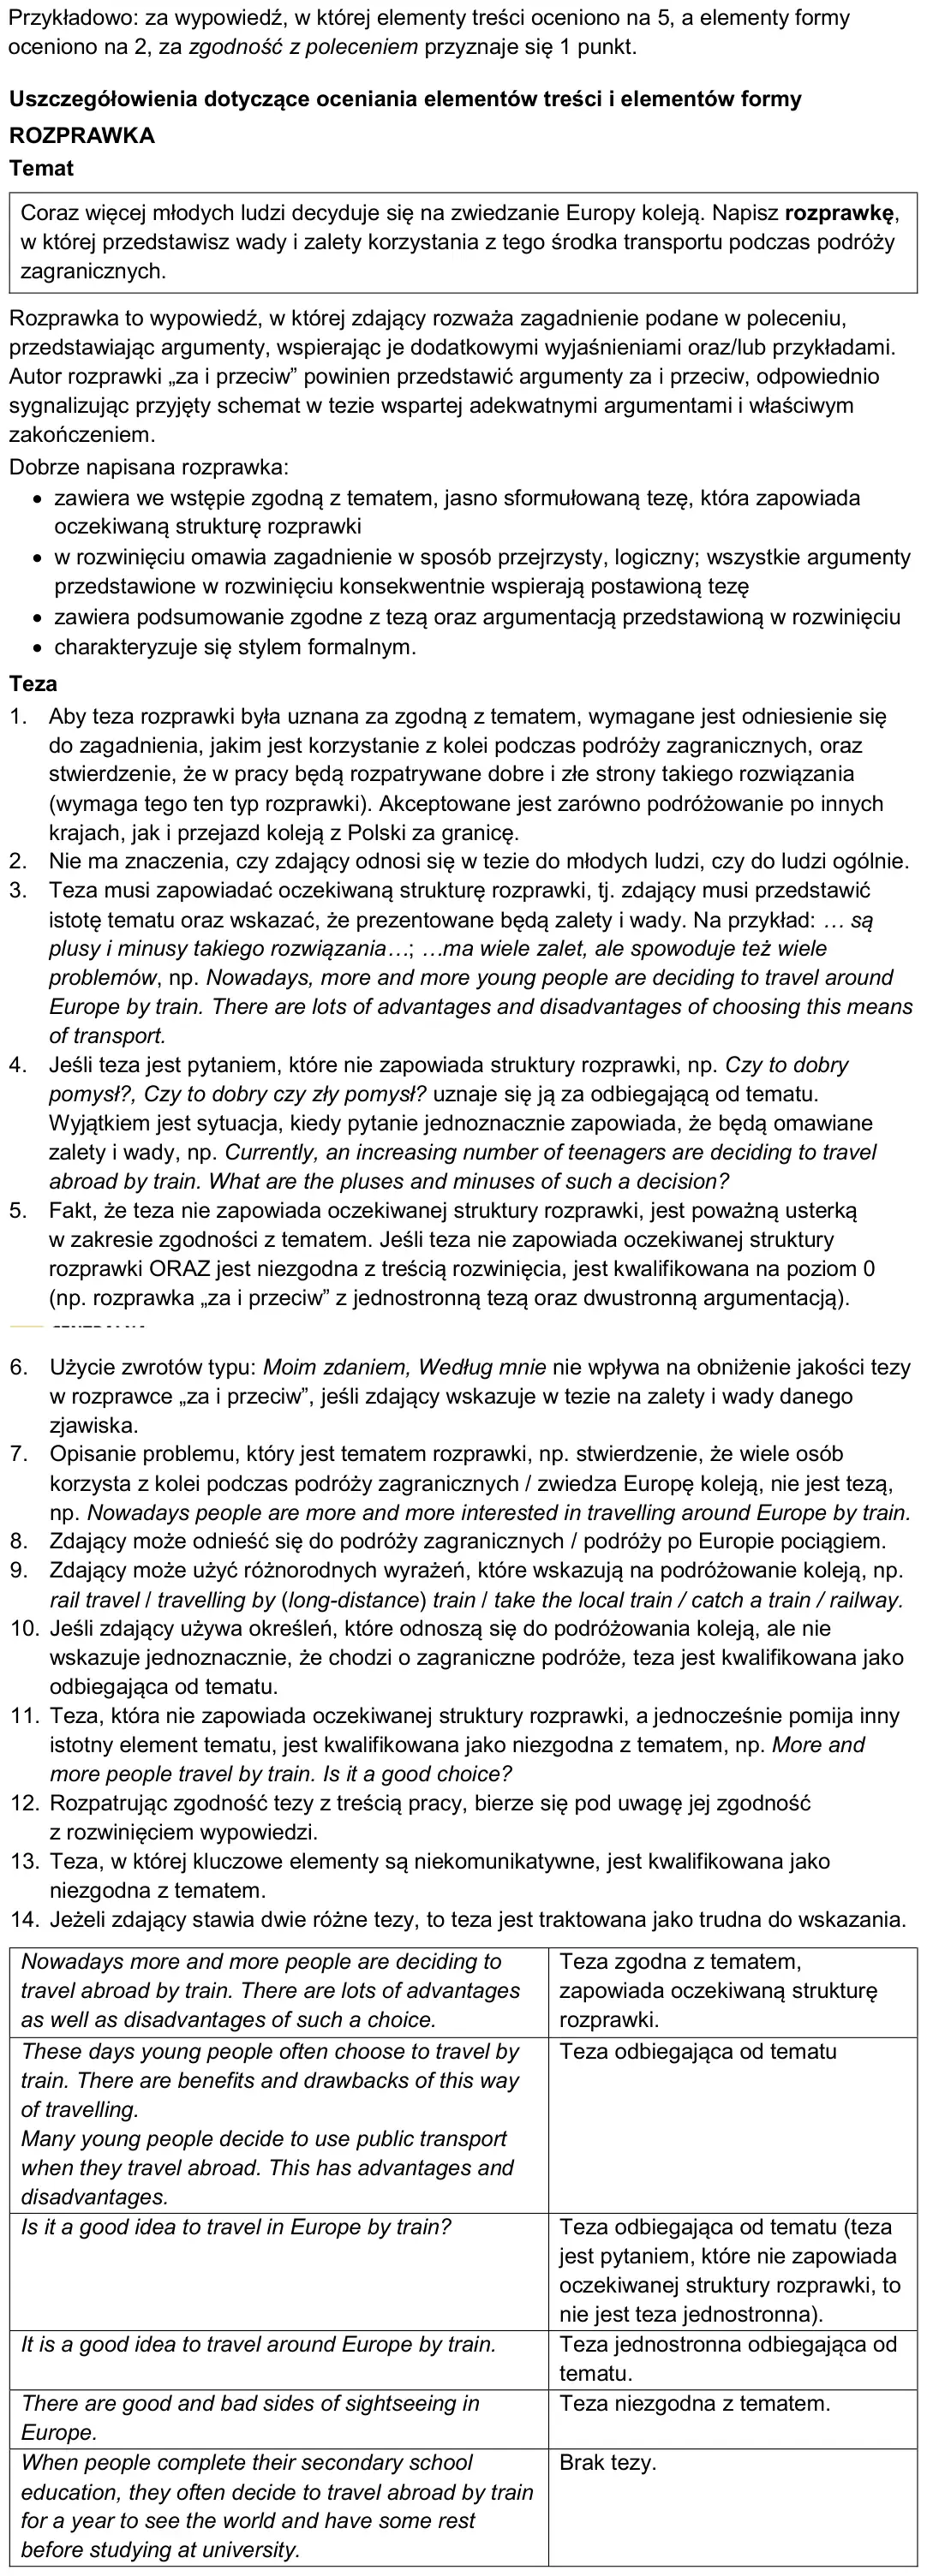 Przykładowo: za wypowiedź, w której elementy treści oceniono na 5, a elementy formy
oceniono na 2, za zgodność z poleceniem przyznaje się 1 punkt.
Uszczegółowienia dotyczące oceniania elementów treści i elementów formy
ROZPRAWKA
Temat
Coraz więcej młodych ludzi decyduje się na zwiedzanie Europy koleją. Napisz rozprawkę,
w której przedstawisz wady i zalety korzystania z tego środka transportu podczas podróży
zagranicznych.
Rozprawka to wypowiedź, w której zdający rozważa zagadnienie podane w poleceniu,
przedstawiając argumenty, wspierając je dodatkowymi wyjaśnieniami oraz/lub przykładami.
Autor rozprawki „za i przeciw” powinien przedstawić argumenty za i przeciw, odpowiednio
sygnalizując przyjęty schemat w tezie wspartej adekwatnymi argumentami i właściwym
zakończeniem.
Dobrze napisana rozprawka:
• zawiera we wstępie zgodną z tematem, jasno sformułowaną tezę, która zapowiada
oczekiwaną strukturę rozprawki
• w rozwinięciu omawia zagadnienie w sposób przejrzysty, logiczny; wszystkie argumenty
przedstawione w rozwinięciu konsekwentnie wspierają postawioną tezę
• zawiera podsumowanie zgodne z tezą oraz argumentacją przedstawioną w rozwinięciu
• charakteryzuje się stylem formalnym.
Teza
1. Aby teza rozprawki była uznana za zgodną z tematem, wymagane jest odniesienie się
do zagadnienia, jakim jest korzystanie z kolei podczas podróży zagranicznych, oraz
stwierdzenie, że w pracy będą rozpatrywane dobre i złe strony takiego rozwiązania
(wymaga tego ten typ rozprawki). Akceptowane jest zarówno podróżowanie po innych
krajach, jak i przejazd koleją z Polski za granicę.
2. Nie ma znaczenia, czy zdający odnosi się w tezie do młodych ludzi, czy do ludzi ogólnie.
3. Teza musi zapowiadać oczekiwaną strukturę rozprawki, tj. zdający musi przedstawić
istotę tematu oraz wskazać, że prezentowane będą zalety i wady. Na przykład: … są
plusy i minusy takiego rozwiązania…; …ma wiele zalet, ale spowoduje też wiele
problemów, np. Nowadays, more and more young people are deciding to travel around
Europe by train. There are lots of advantages and disadvantages of choosing this means
of transport.
4. Jeśli teza jest pytaniem, które nie zapowiada struktury rozprawki, np. Czy to dobry
pomysł?, Czy to dobry czy zły pomysł? uznaje się ją za odbiegającą od tematu.
Wyjątkiem jest sytuacja, kiedy pytanie jednoznacznie zapowiada, że będą omawiane
zalety i wady, np. Currently, an increasing number of teenagers are deciding to travel
abroad by train. What are the pluses and minuses of such a decision?
5. Fakt, że teza nie zapowiada oczekiwanej struktury rozprawki, jest poważną usterką
w zakresie zgodności z tematem. Jeśli teza nie zapowiada oczekiwanej struktury
rozprawki ORAZ jest niezgodna z treścią rozwinięcia, jest kwalifikowana na poziom 0
(np. rozprawka „za i przeciw” z jednostronną tezą oraz dwustronną argumentacją).
6. Użycie zwrotów typu: Moim zdaniem, Według mnie nie wpływa na obniżenie jakości tezy
w rozprawce „za i przeciw”, jeśli zdający wskazuje w tezie na zalety i wady danego
zjawiska.
7. Opisanie problemu, który jest tematem rozprawki, np. stwierdzenie, że wiele osób
korzysta z kolei podczas podróży zagranicznych / zwiedza Europę koleją, nie jest tezą,
np. Nowadays people are more and more interested in travelling around Europe by train.
8. Zdający może odnieść się do podróży zagranicznych / podróży po Europie pociągiem.
9. Zdający może użyć różnorodnych wyrażeń, które wskazują na podróżowanie koleją, np.
rail travel / travelling by (long-distance) train / take the local train / catch a train / railway.
10. Jeśli zdający używa określeń, które odnoszą się do podróżowania koleją, ale nie
wskazuje jednoznacznie, że chodzi o zagraniczne podróże, teza jest kwalifikowana jako
odbiegająca od tematu.
11. Teza, która nie zapowiada oczekiwanej struktury rozprawki, a jednocześnie pomija inny
istotny element tematu, jest kwalifikowana jako niezgodna z tematem, np. More and
more people travel by train. Is it a good choice?
12. Rozpatrując zgodność tezy z treścią pracy, bierze się pod uwagę jej zgodność
z rozwinięciem wypowiedzi.
13. Teza, w której kluczowe elementy są niekomunikatywne, jest kwalifikowana jako
niezgodna z tematem.
14. Jeżeli zdający stawia dwie różne tezy, to teza jest traktowana jako trudna do wskazania.
Nowadays more and more people are deciding to
travel abroad by train. There are lots of advantages
as well as disadvantages of such a choice.
Teza zgodna z tematem,
zapowiada oczekiwaną strukturę
rozprawki.
These days young people often choose to travel by
train. There are benefits and drawbacks of this way
of travelling.
Many young people decide to use public transport
when they travel abroad. This has advantages and
disadvantages.
Teza odbiegająca od tematu
Is it a good idea to travel in Europe by train?
Teza odbiegająca od tematu (teza
jest pytaniem, które nie zapowiada
oczekiwanej struktury rozprawki, to
nie jest teza jednostronna).
It is a good idea to travel around Europe by train.
Teza jednostronna odbiegająca od
tematu.
There are good and bad sides of sightseeing in
Europe.
Teza niezgodna z tematem.
When people complete their secondary school
education, they often decide to travel abroad by train
for a year to see the world and have some rest
before studying at university.
Brak tezy.